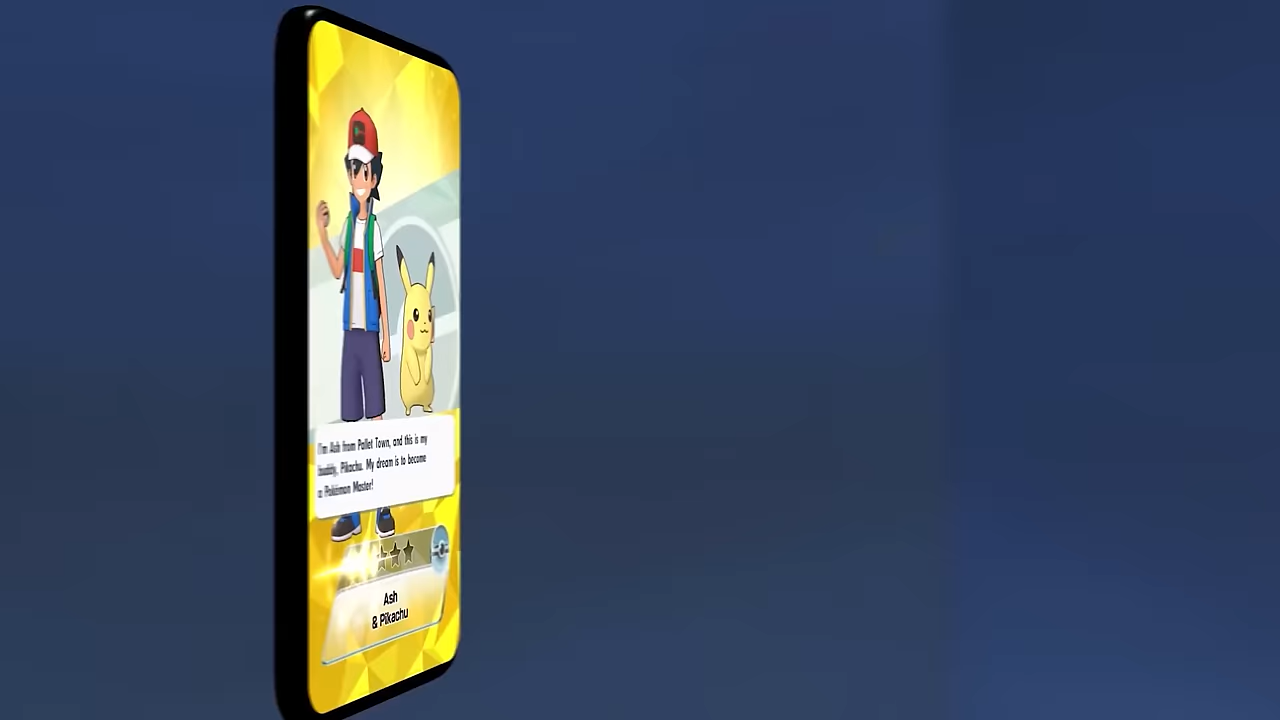 I'm Ash from Pallet Town, and this is my
buddy, Pikachu. My dream is to become
a Pokémon Master!
Ash
& Pikachu